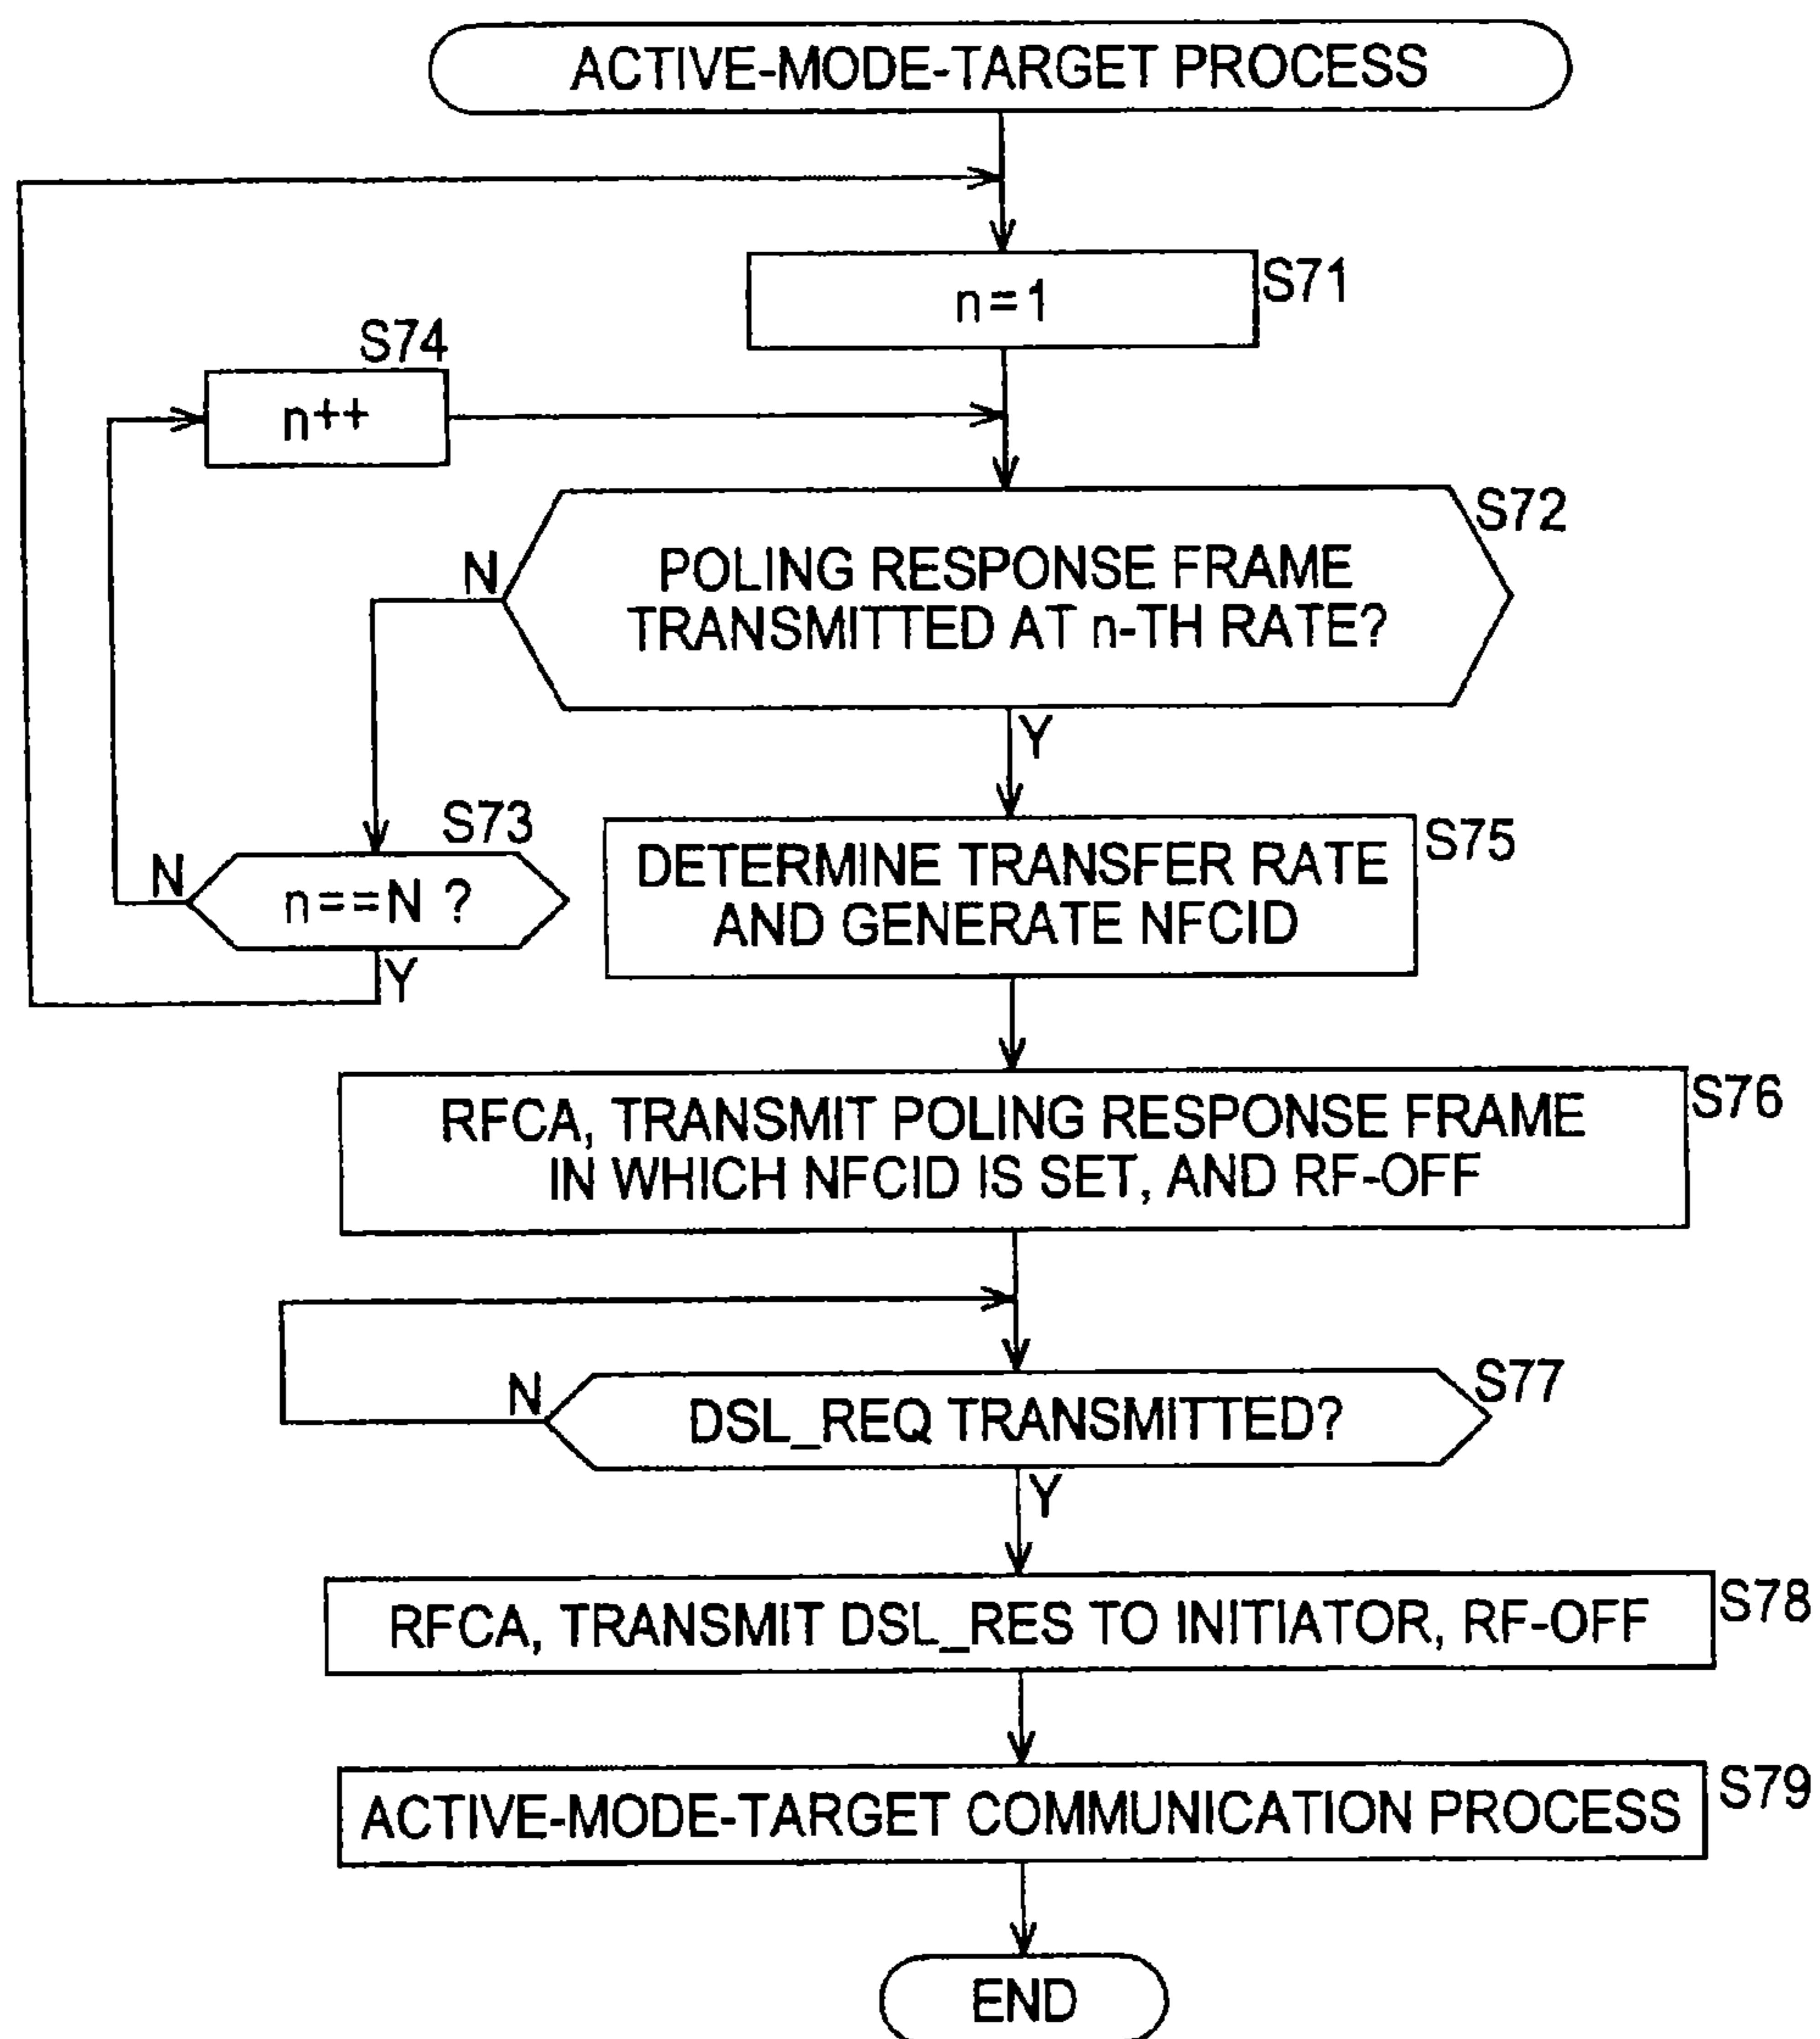 ACTIVE-MODE-TARGET PROCESS
n=1
S71
S74
n++
S72
N
POLING RESPONSE FRAME
TRANSMITTED AT n-TH RATE?
Y
S73
N
n==N ?
Y
S75
DETERMINE TRANSFER RATE
AND GENERATE NFCID
S76
RFCA, TRANSMIT POLING RESPONSE FRAME
IN WHICH NFCID IS SET, AND RF-OFF
S77
N
DSL_REQ TRANSMITTED?
Y
S78
RFCA, TRANSMIT DSL_RES TO INITIATOR, RF-OFF
S79
ACTIVE-MODE-TARGET COMMUNICATION PROCESS
END